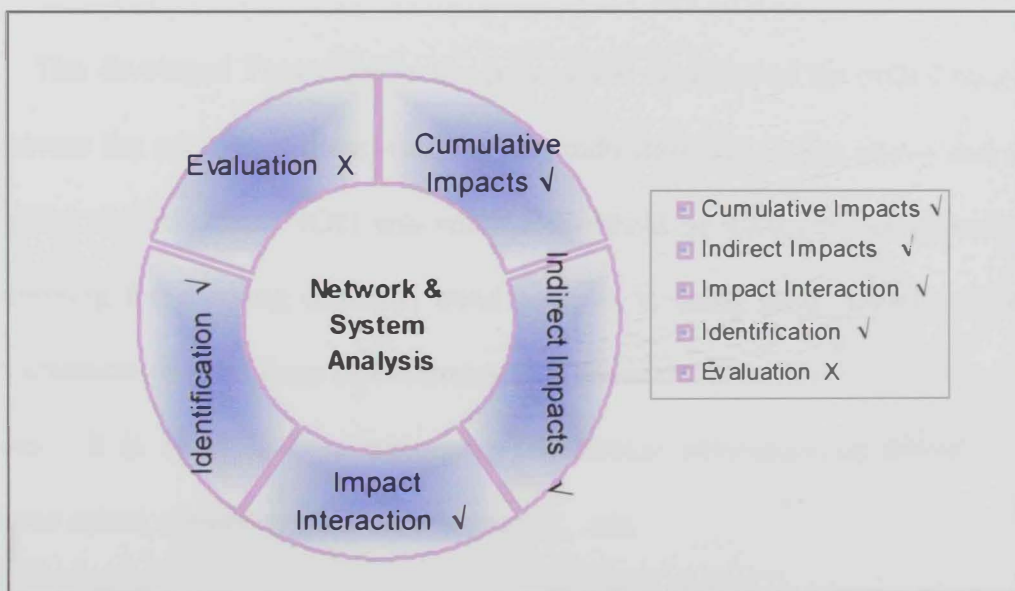 Evaluation X
Cumulative
Impacts √
Indirect Impacts √
Impact
Interaction √
Identification √
Network &
System
Analysis
Cumulative Impacts √
Indirect Impacts √
Impact Interaction √
Identification √
Evaluation X